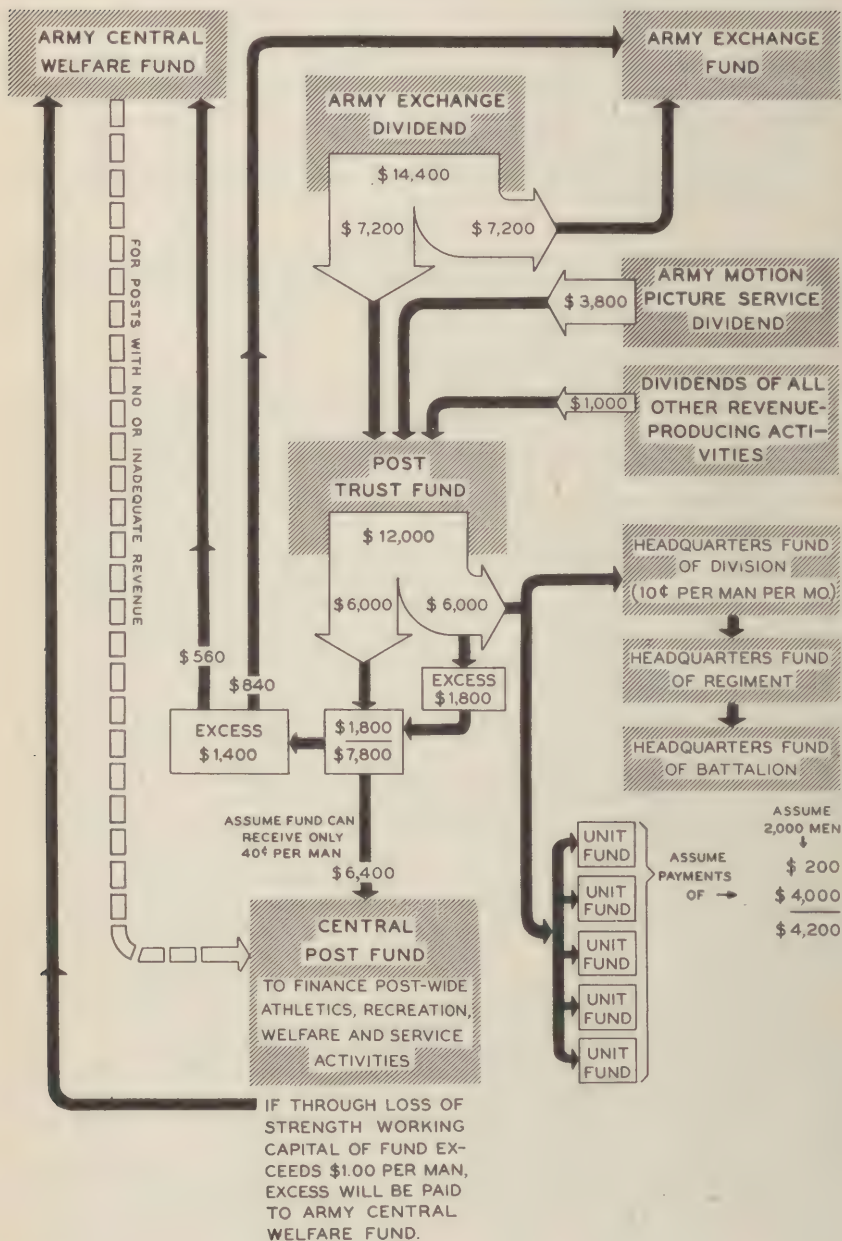 ARMY CENTRAL
WELFARE FUND
ARMY EXCHANGE
FUND
ARMY EXCHANGE
DIVIDEND
$ 14,400
$ 7,200
$ 7,200
FOR POSTS WITH NO OR INADEQUATE REVENUE
$ 3,800
ARMY MOTION
PICTURE SERVICE
DIVIDEND
$ 1,000
DIVIDENDS OF ALL
OTHER REVENUE-
PRODUCING ACTI-
VITIES
POST
TRUST FUND
$ 12,000
$ 6,000
$ 6,000
HEADQUARTERS FUND
OF DIVISION
(10¢ PER MAN PER MO.)
HEADQUARTERS FUND
OF REGIMENT
HEADQUARTERS FUND
OF BATTALION
$ 560
$ 840
EXCESS
$ 1,800
EXCESS
$ 1,400
$ 1,800
$ 7,800
ASSUME FUND CAN
RECEIVE ONLY
40¢ PER MAN
$ 6,400
UNIT
FUND
UNIT
FUND
UNIT
FUND
UNIT
FUND
UNIT
FUND
ASSUME
PAYMENTS
OF →
ASSUME
2,000 MEN
↓
$ 200
$ 4,000
$ 4,200
CENTRAL
POST FUND
TO FINANCE POST-WIDE
ATHLETICS, RECREATION,
WELFARE AND SERVICE
ACTIVITIES
IF THROUGH LOSS OF
STRENGTH WORKING
CAPITAL OF FUND EX-
CEEDS $1.00 PER MAN,
EXCESS WILL BE PAID
TO ARMY CENTRAL
WELFARE FUND.